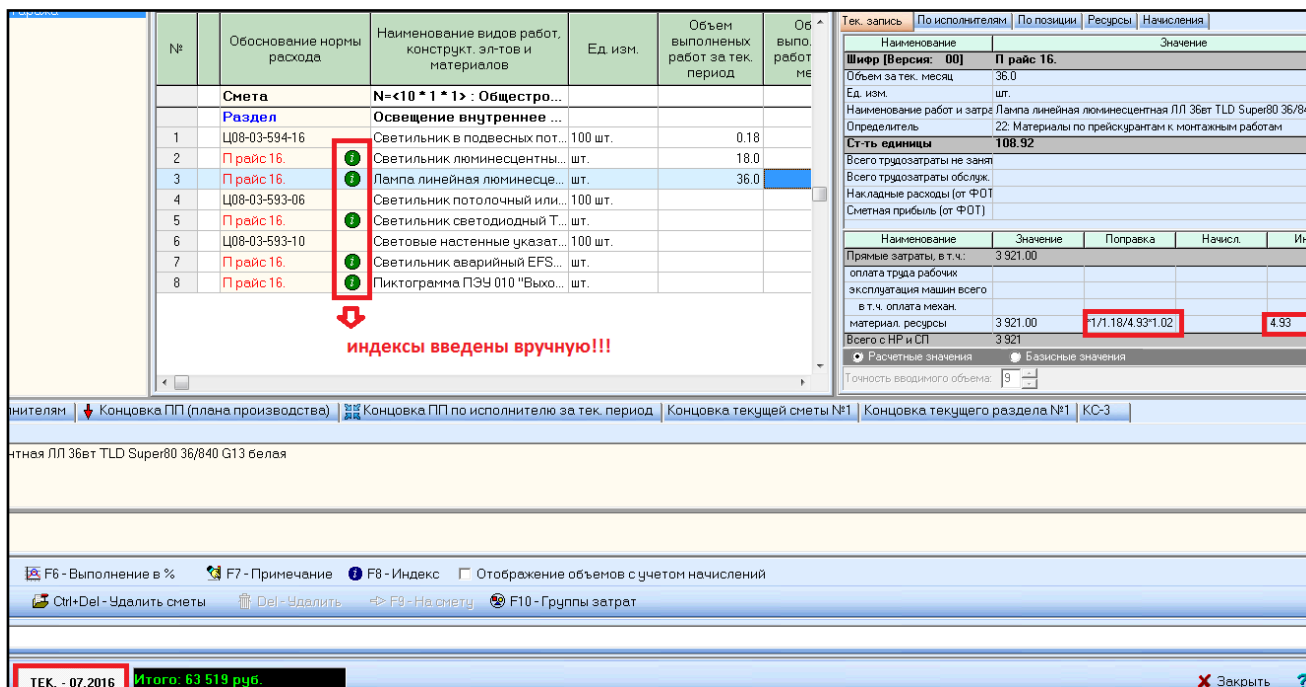 № Обоснование нормы расхода Наименование видов работ, конструкт. эл-тов и материалов Ед. изм. Объем выполненых работ за тек. период
Смета N=<10 * 1 * 1> : Общестро...
Раздел Освещение внутреннее ...
1 Ц08-03-594-16 Светильник в подвесных пот... 100 шт. 0.18
2 П райс 16. Светильник люминесцентны... шт. 18.0
3 П райс 16. Лампа линейная люминесце... шт. 36.0
4 Ц08-03-593-06 Светильник потолочный или... 100 шт.
5 П райс 16. Светильник светодиодный Т... шт.
6 Ц08-03-593-10 Световые настенные указат... 100 шт.
7 П райс 16. Светильник аварийный EFS... шт.
8 П райс 16. Пиктограмма ПЭУ 010 "Выхо... шт.
индексы введены вручную!!!
Тек. запись По исполнителям По позиции Ресурсы Начисления
Наименование Значение
Шифр [Версия: 00] П райс 16.
Объем за тек. месяц 36.0
Ед. изм. шт.
Наименование работ и затра Лампа линейная люминесцентная ЛЛ 36вт TLD Super80 36/84
Определитель 22: Материалы по прейскурантам к монтажным работам
Ст-ть единицы 108.92
Всего трудозатраты не занят
Всего трудозатраты обслуж.
Накладные расходы (от ФОТ
Сметная прибыль (от ФОТ)
Наименование Значение Поправка Начисл. Ин
Прямые затраты, в т.ч.: 3 921.00
оплата труда рабочих
эксплуатация машин всего
в т.ч. оплата механ.
материал. ресурсы 3 921.00 *1/1.18/4.93*1.02 4.93
Всего с НР и СП 3 921
Расчетные значения Базисные значения
Точность вводимого объема: 9
нителям Концовка ПП (плана производства) Концовка ПП по исполнителю за тек. период Концовка текущей сметы №1 Концовка текущего раздела №1 КС-3
нтная ЛЛ 36вт TLD Super80 36/840 G13 белая
F6 - Выполнение в % F7 - Примечание F8 - Индекс Отображение объемов с учетом начислений
Ctrl+Del - Удалить сметы Del - Удалить F9 - На смету F10 - Группы затрат
ТЕК. - 07.2016 Итого: 63 519 руб. Закрыть ?